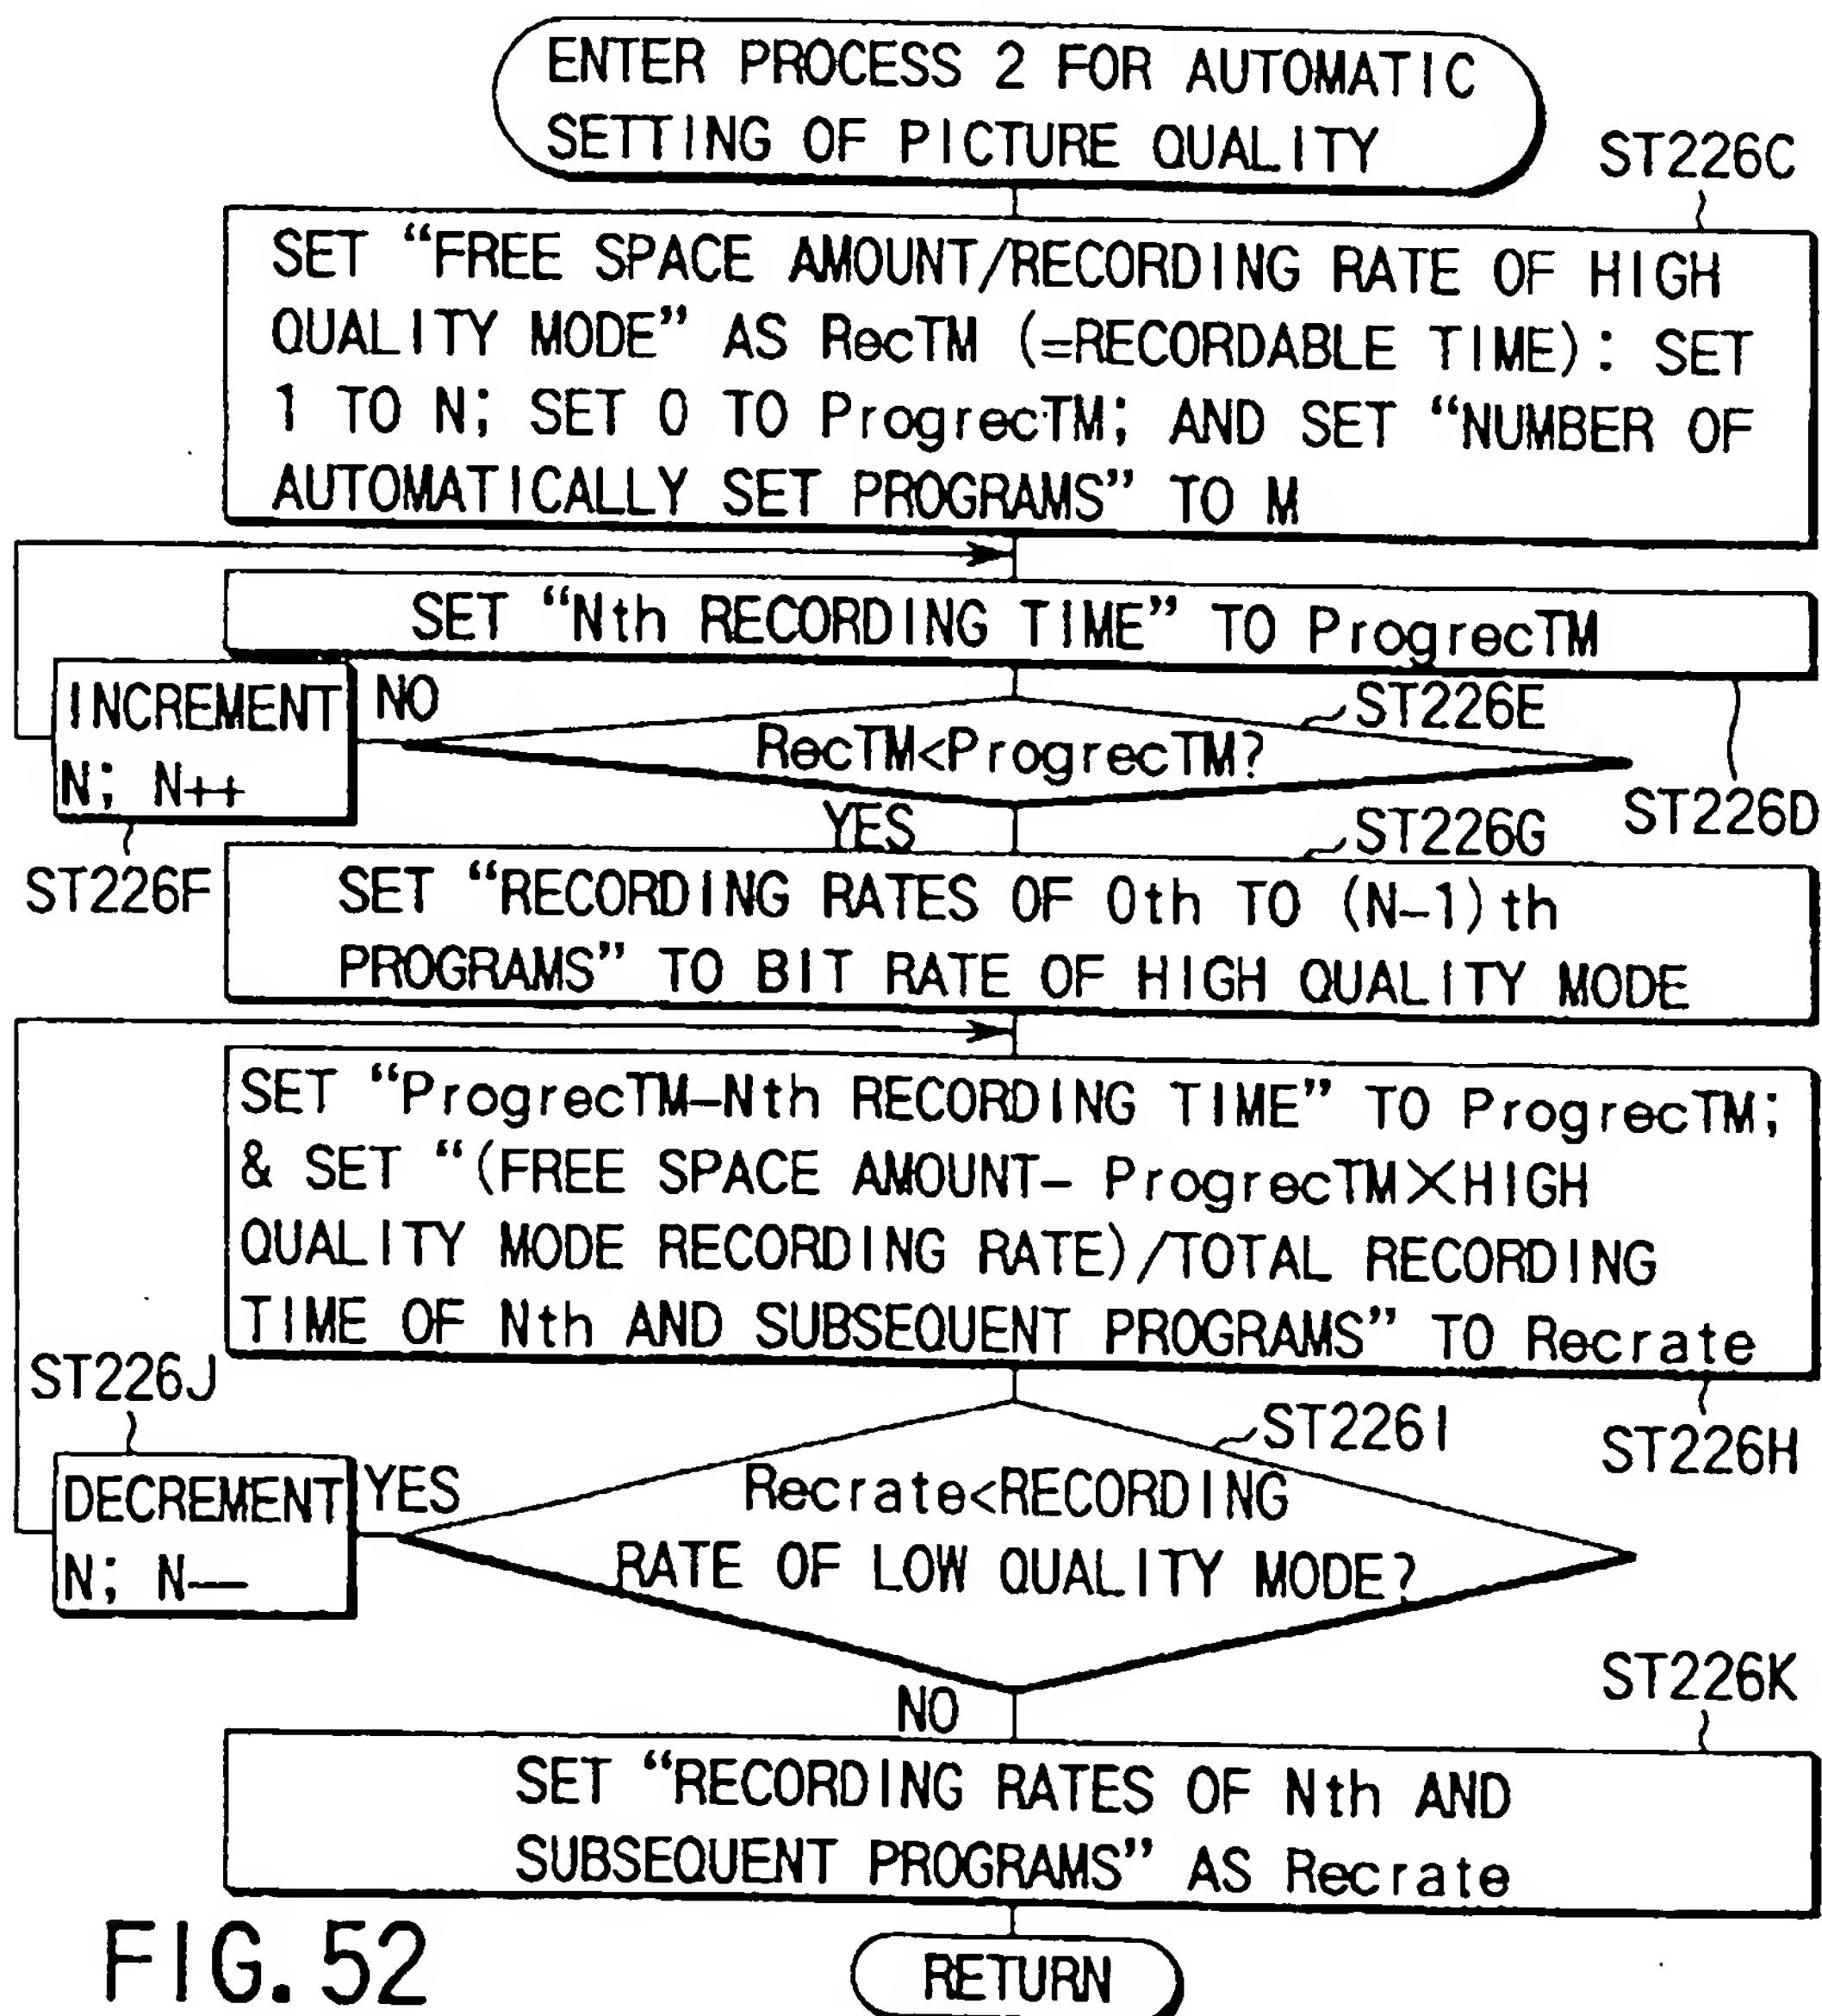 ENTER PROCESS 2 FOR AUTOMATIC
SETTING OF PICTURE QUALITY
ST226C
SET “FREE SPACE AMOUNT/RECORDING RATE OF HIGH
QUALITY MODE” AS RecTM (=RECORDABLE TIME): SET
1 TO N; SET 0 TO ProgrecTM; AND SET “NUMBER OF
AUTOMATICALLY SET PROGRAMS” TO M
SET “Nth RECORDING TIME” TO ProgrecTM
ST226D
INCREMENT
N; N++
ST226F
NO
ST226E
RecTM<ProgrecTM?
YES
ST226G
SET “RECORDING RATES OF 0th TO (N-1)th
PROGRAMS” TO BIT RATE OF HIGH QUALITY MODE
SET “ProgrecTM-Nth RECORDING TIME” TO ProgrecTM;
& SET “(FREE SPACE AMOUNT- ProgrecTM×HIGH
QUALITY MODE RECORDING RATE)/TOTAL RECORDING
TIME OF Nth AND SUBSEQUENT PROGRAMS” TO Recrate
ST226H
ST226J
DECREMENT
N; N--
YES
ST226I
Recrate<RECORDING
RATE OF LOW QUALITY MODE?
NO
ST226K
SET “RECORDING RATES OF Nth AND
SUBSEQUENT PROGRAMS” AS Recrate
RETURN
FIG. 52